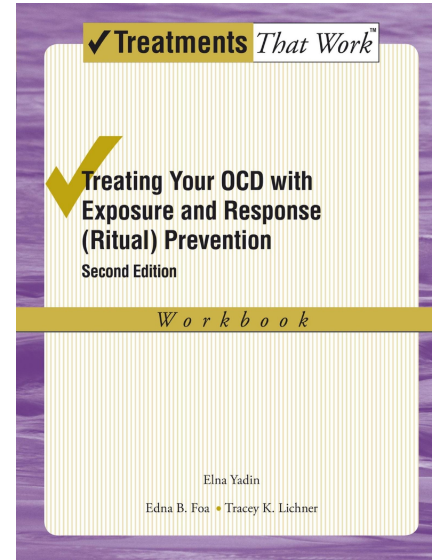 ✓Treatments That Work™
Treating Your OCD with
Exposure and Response
(Ritual) Prevention
Second Edition
Workbook
Elna Yadin
Edna B. Foa • Tracey K. Lichner